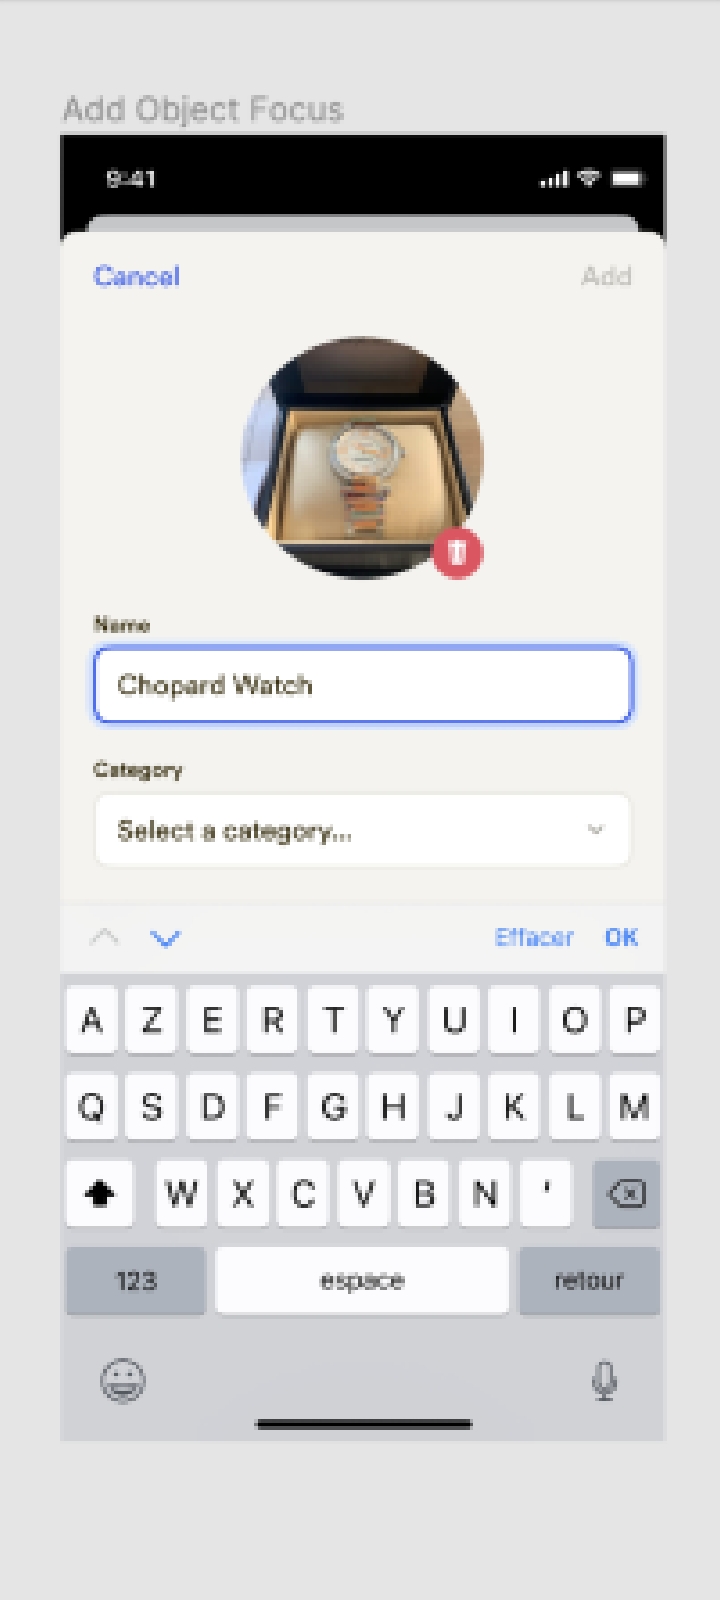 Add Object Focus
9:41
Cancel Add
Name
Chopard Watch
Category
Select a category...
Effacer OK
A Z E R T Y U I O P
Q S D F G H J K L M
W X C V B N '
123 espace retour